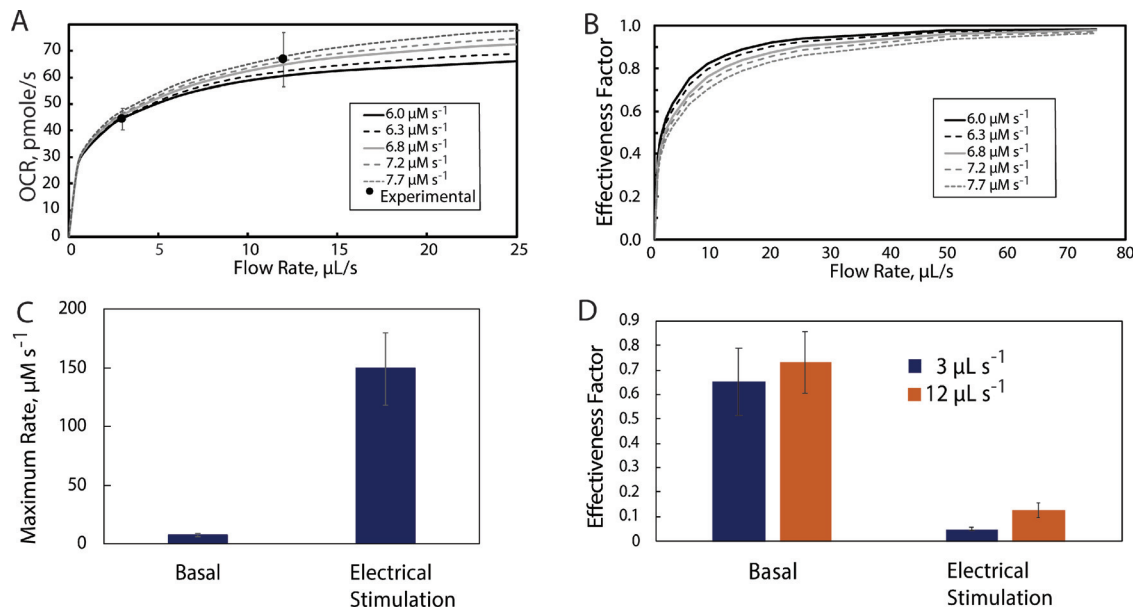 A
OCR, pmole/s
80
70
60
50
40
30
20
10
0
0
5
10
15
20
25
Flow Rate, µL/s
6.0 µM s⁻¹
6.3 µM s⁻¹
6.8 µM s⁻¹
7.2 µM s⁻¹
7.7 µM s⁻¹
Experimental
B
Effectiveness Factor
1.0
0.8
0.6
0.4
0.2
0.0
0
10
20
30
40
50
60
70
80
Flow Rate, µL/s
6.0 µM s⁻¹
6.3 µM s⁻¹
6.8 µM s⁻¹
7.2 µM s⁻¹
7.7 µM s⁻¹
C
Maximum Rate, µM s⁻¹
200
150
100
50
0
Basal
Electrical
Stimulation
D
Effectiveness Factor
0.9
0.8
0.7
0.6
0.5
0.4
0.3
0.2
0.1
0
3 µL s⁻¹
12 µL s⁻¹
Basal
Electrical
Stimulation